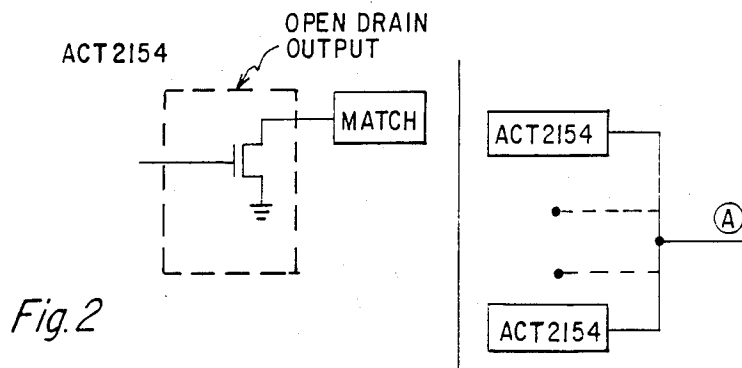 OPEN DRAIN
OUTPUT
ACT2154
MATCH
ACT2154
A
ACT2154
Fig.2